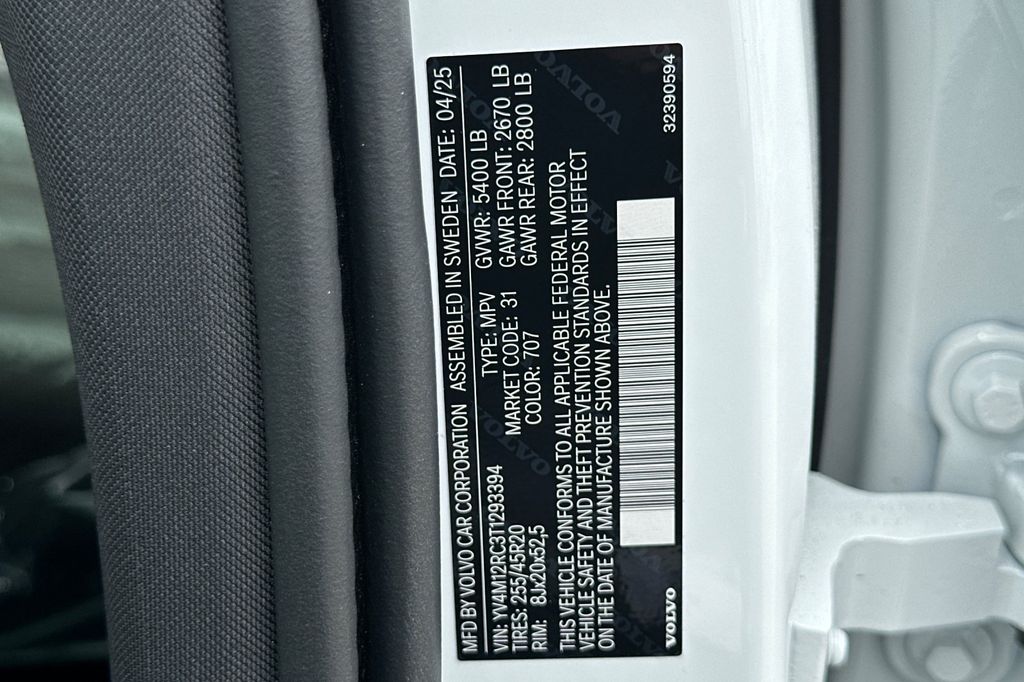 MFD BY VOLVO CAR CORPORATION ASSEMBLED IN SWEDEN DATE: 04/25
VIN: YV4M12RC3T1293394 TYPE: MPV GVWR: 5400 LB
TIRES: 255/45R20 MARKET CODE: 31 GAWR FRONT: 2670 LB
RIM: 8Jx20x52,5 COLOR: 707 GAWR REAR: 2800 LB
THIS VEHICLE CONFORMS TO ALL APPLICABLE FEDERAL MOTOR
VEHICLE SAFETY AND THEFT PREVENTION STANDARDS IN EFFECT
ON THE DATE OF MANUFACTURE SHOWN ABOVE.
VOLVO 32390594